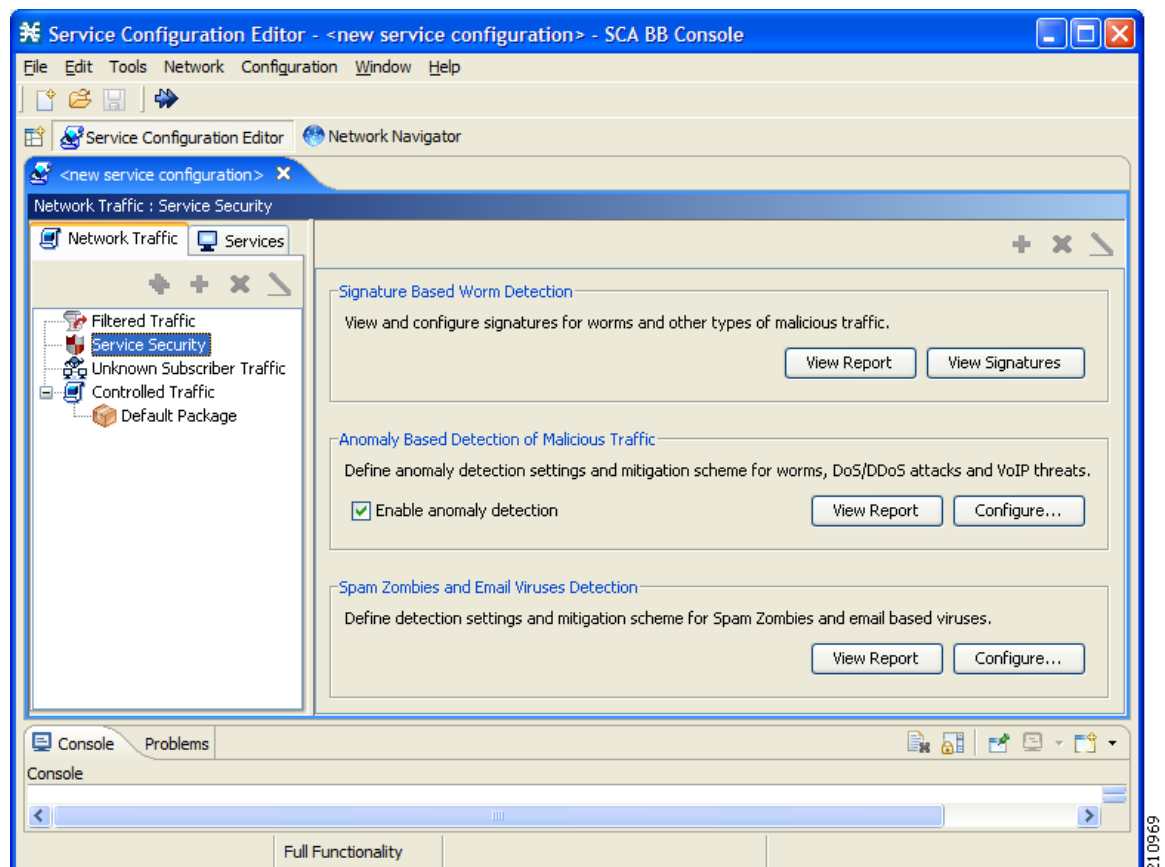 Service Configuration Editor - <new service configuration> - SCA BB Console
File Edit Tools Network Configuration Window Help
Service Configuration Editor Network Navigator
<new service configuration>
Network Traffic : Service Security
Network Traffic Services
Filtered Traffic
Service Security
Unknown Subscriber Traffic
Controlled Traffic
Default Package
Signature Based Worm Detection
View and configure signatures for worms and other types of malicious traffic.
View Report View Signatures
Anomaly Based Detection of Malicious Traffic
Define anomaly detection settings and mitigation scheme for worms, DoS/DDoS attacks and VoIP threats.
Enable anomaly detection View Report Configure...
Spam Zombies and Email Viruses Detection
Define detection settings and mitigation scheme for Spam Zombies and email based viruses.
View Report Configure...
Console Problems
Console
Full Functionality
210969